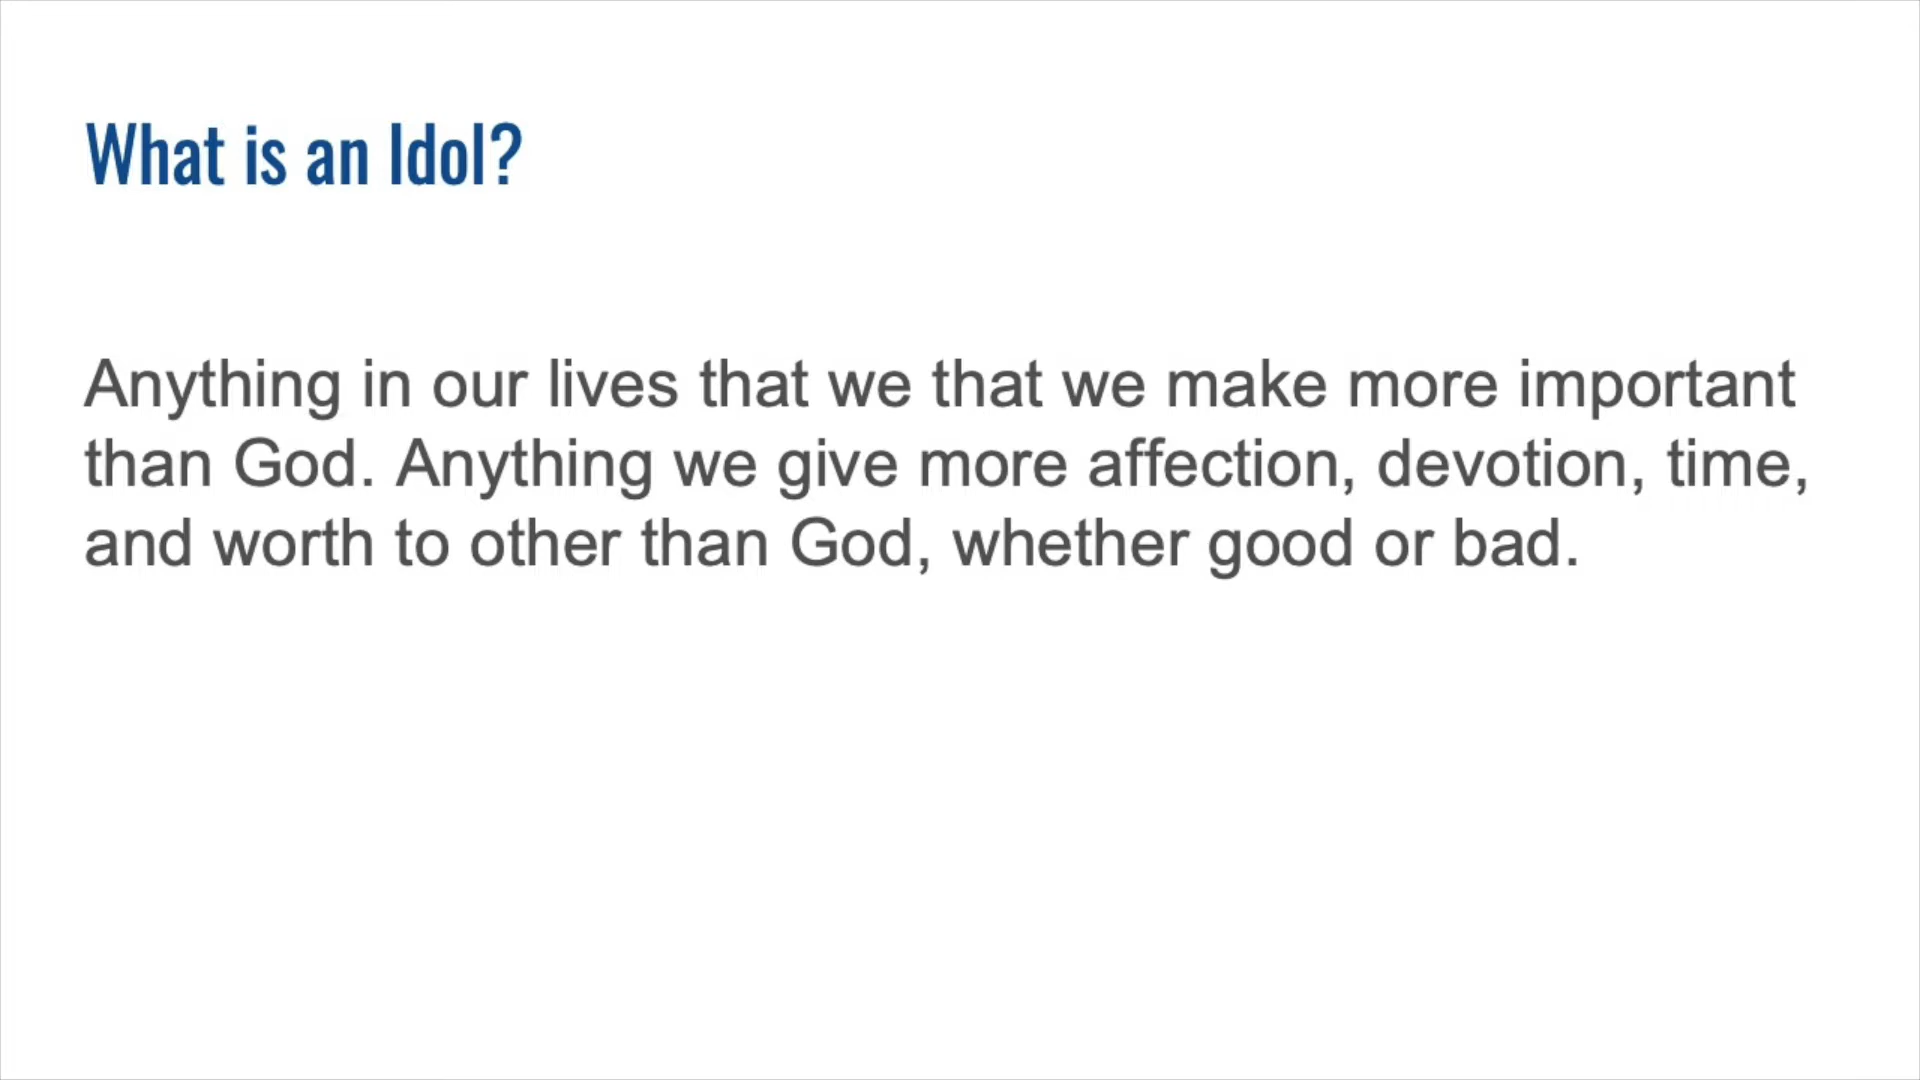 What is an Idol?
Anything in our lives that we that we make more important
than God. Anything we give more affection, devotion, time,
and worth to other than God, whether good or bad.